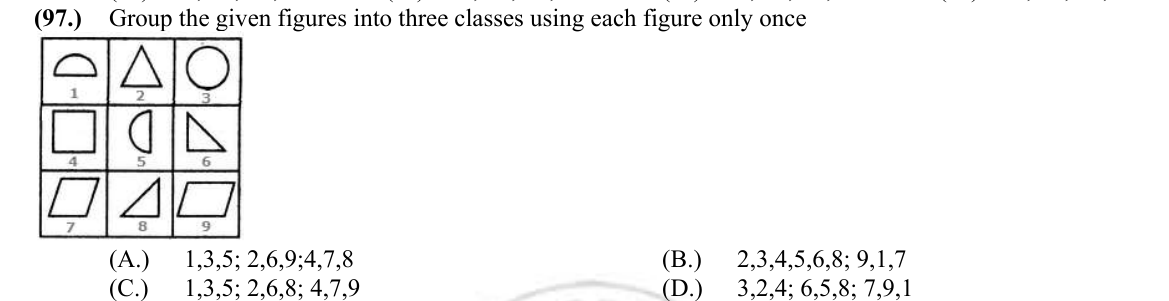 (97.) Group the given figures into three classes using each figure only once
1 2 3
4 5 6
7 8 9
(A.) 1,3,5; 2,6,9;4,7,8 (B.) 2,3,4,5,6,8; 9,1,7
(C.) 1,3,5; 2,6,8; 4,7,9 (D.) 3,2,4; 6,5,8; 7,9,1